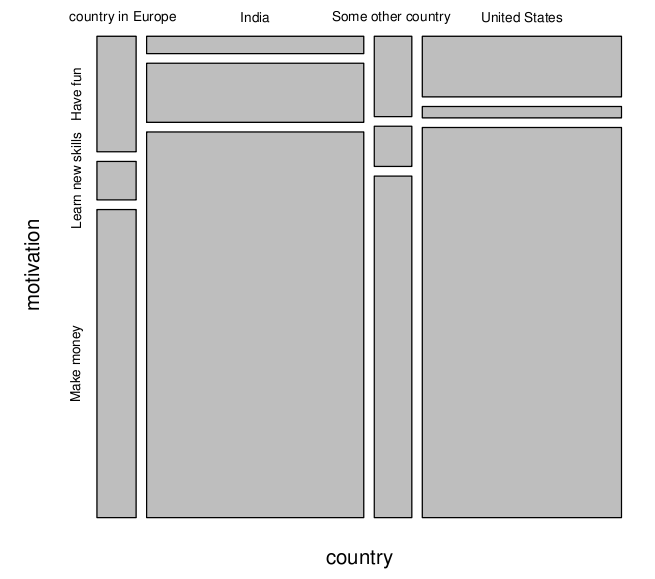 country in Europe
India
Some other country
United States
Have fun
Learn new skills
Make money
motivation
country